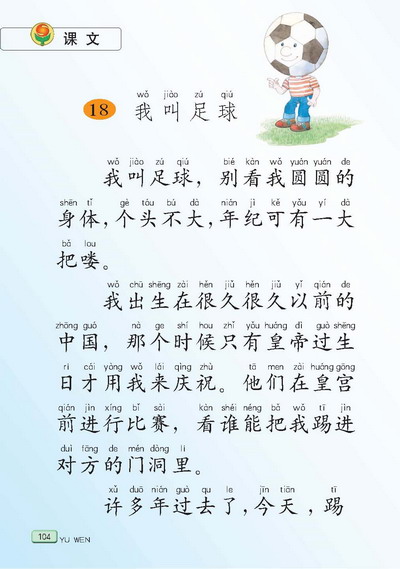 课文
wǒ jiào zú qiú
18 我叫足球
wǒ jiào zú qiú bié kàn wǒ yuán yuán de
我叫足球，别看我圆圆的
shēn tǐ gè tóu bú dà nián jì kě yǒu yí dà
身体，个头不大，年纪可有一大
bǎ lou
把喽。
wǒ chū shēng zài hěn jiǔ hěn jiǔ yǐ qián de
我出生在很久很久以前的
zhōng guó nà ge shí hou zhǐ yǒu huáng dì guò shēng
中国，那个时候只有皇帝过生
rì cái yòng wǒ lái qìng zhù tā men zài huáng gōng
日才用我来庆祝。他们在皇宫
qián jìn xíng bǐ sài kàn shéi néng bǎ wǒ tī jìn
前进行比赛，看谁能把我踢进
duì fāng de mén dòng lǐ
对方的门洞里。
xǔ duō nián guò qu le jīn tiān tī
许多年过去了，今天，踢
104 YU WEN